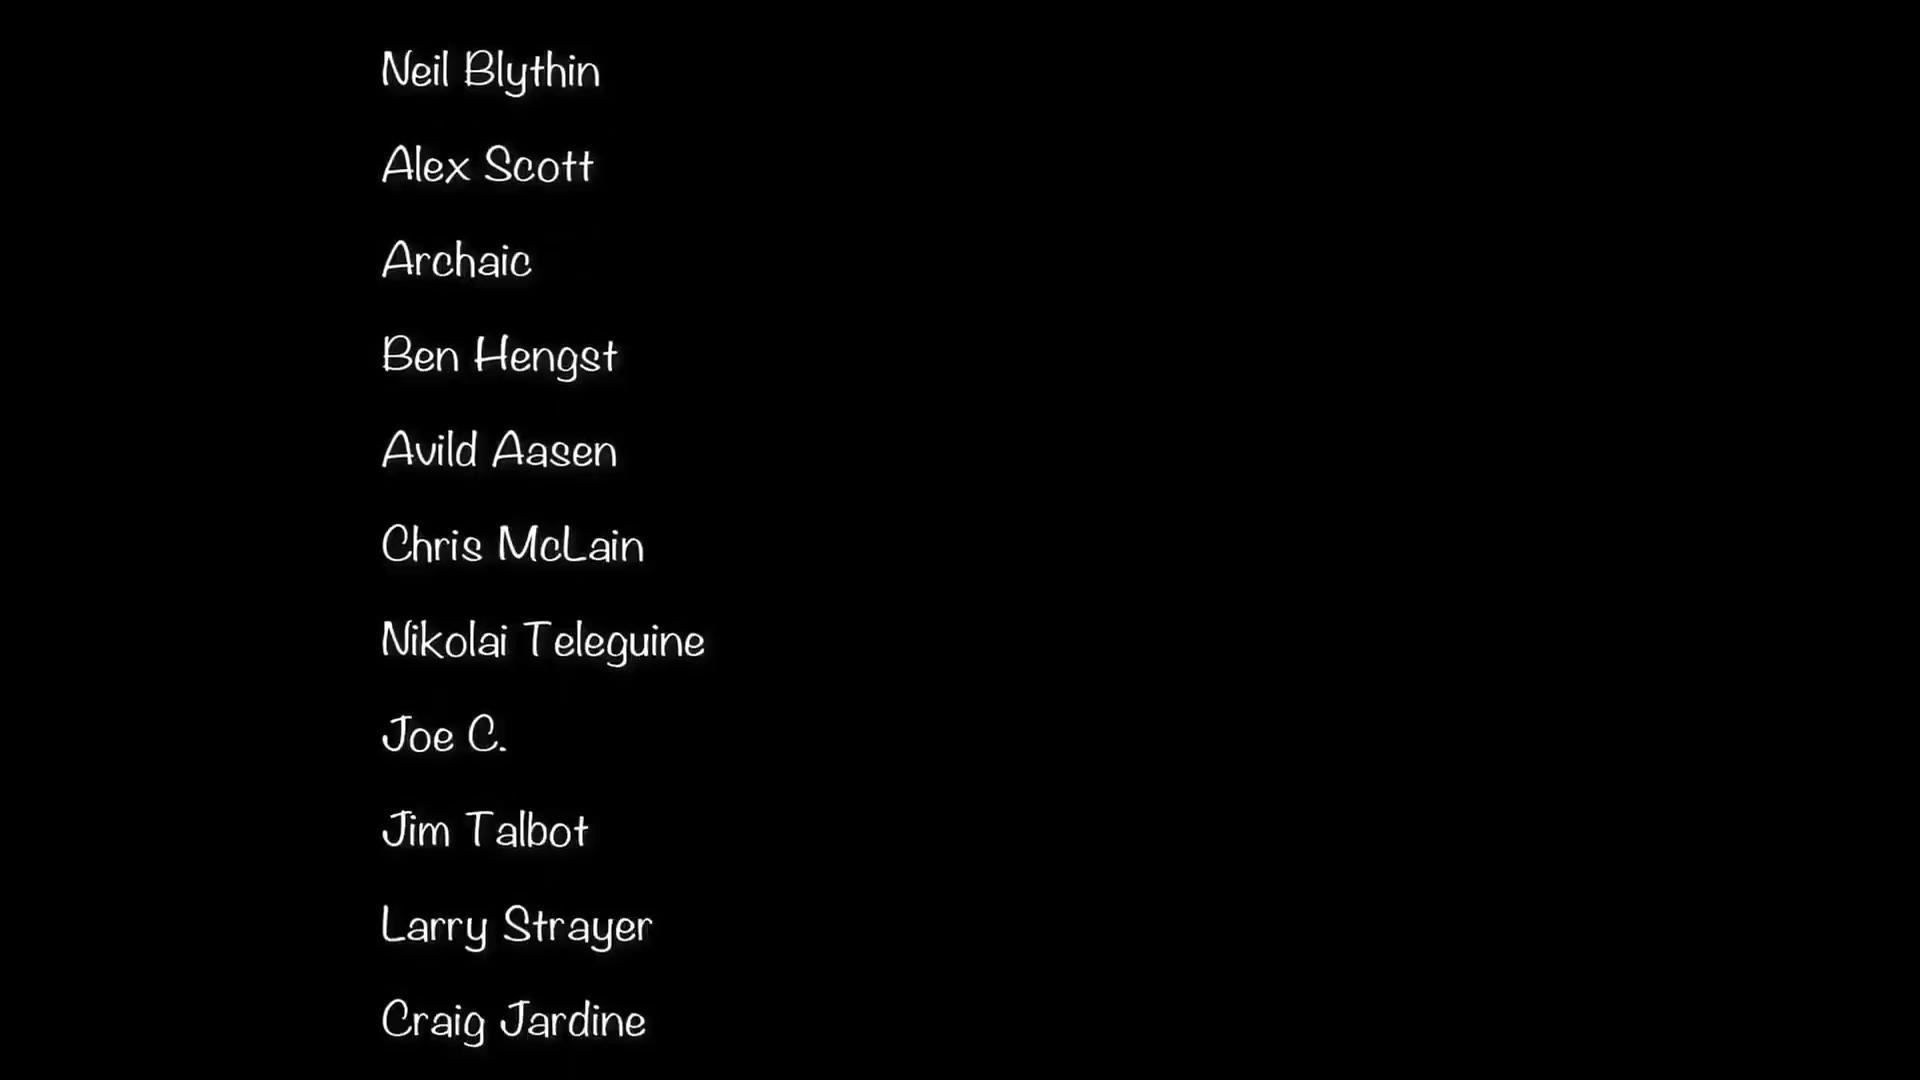 Neil Blythin
Alex Scott
Archaic
Ben Hengst
Avild Aasen
Chris McLain
Nikolai Teleguine
Joe C.
Jim Talbot
Larry Strayer
Craig Jardine